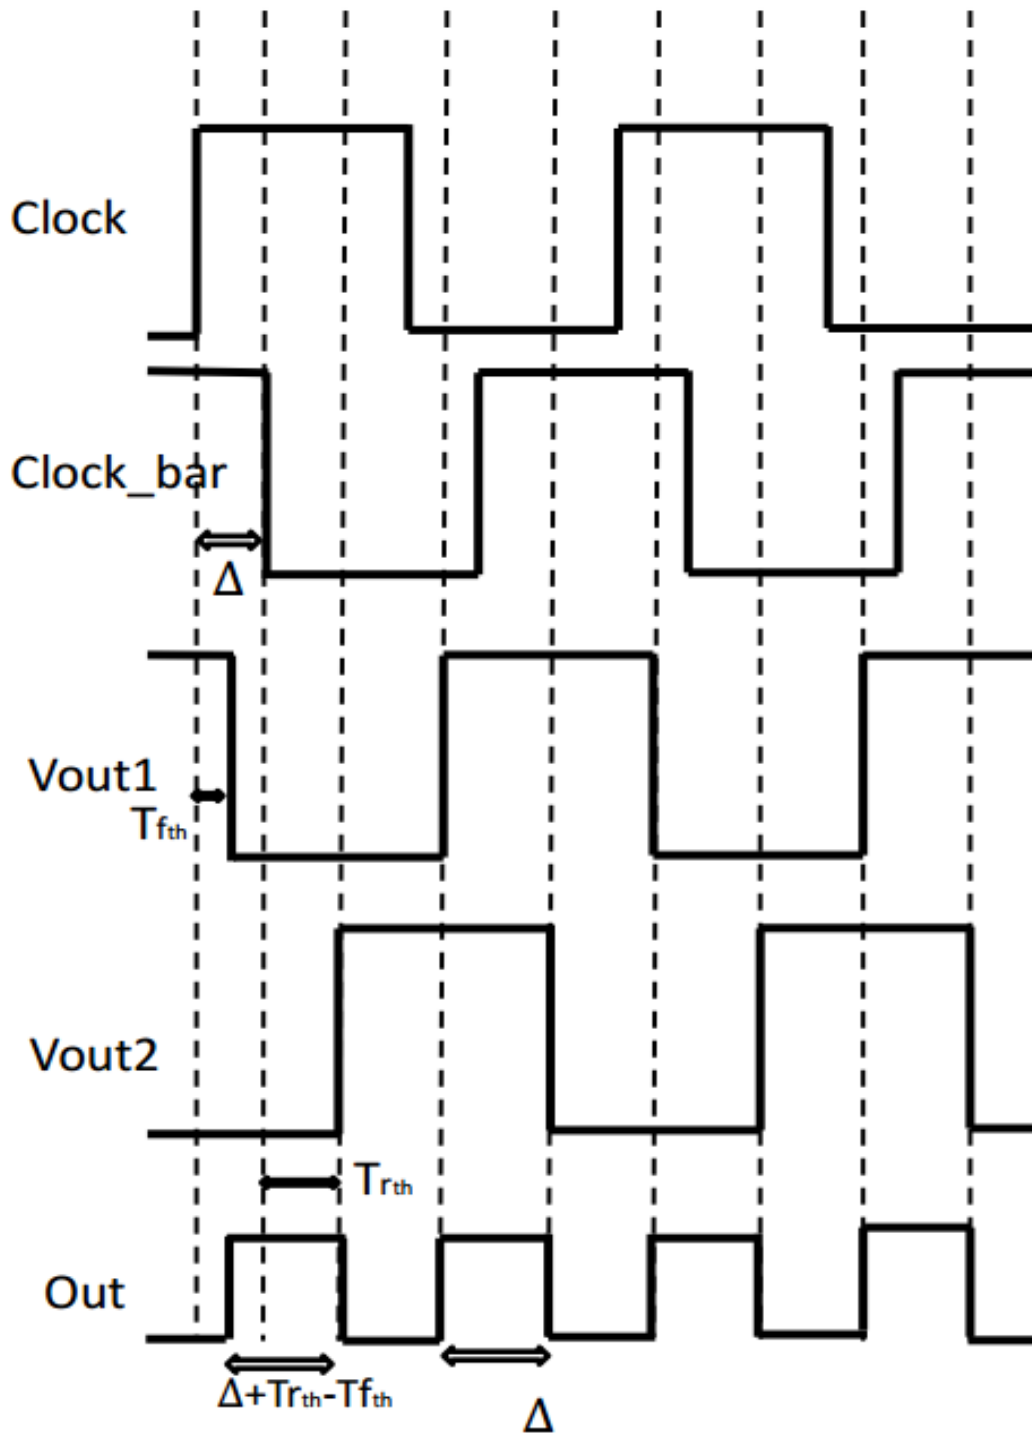 Clock
Clock_bar
Δ
Vout1
Tfth
Vout2
Trth
Out
Δ+Trth-Tfth
Δ